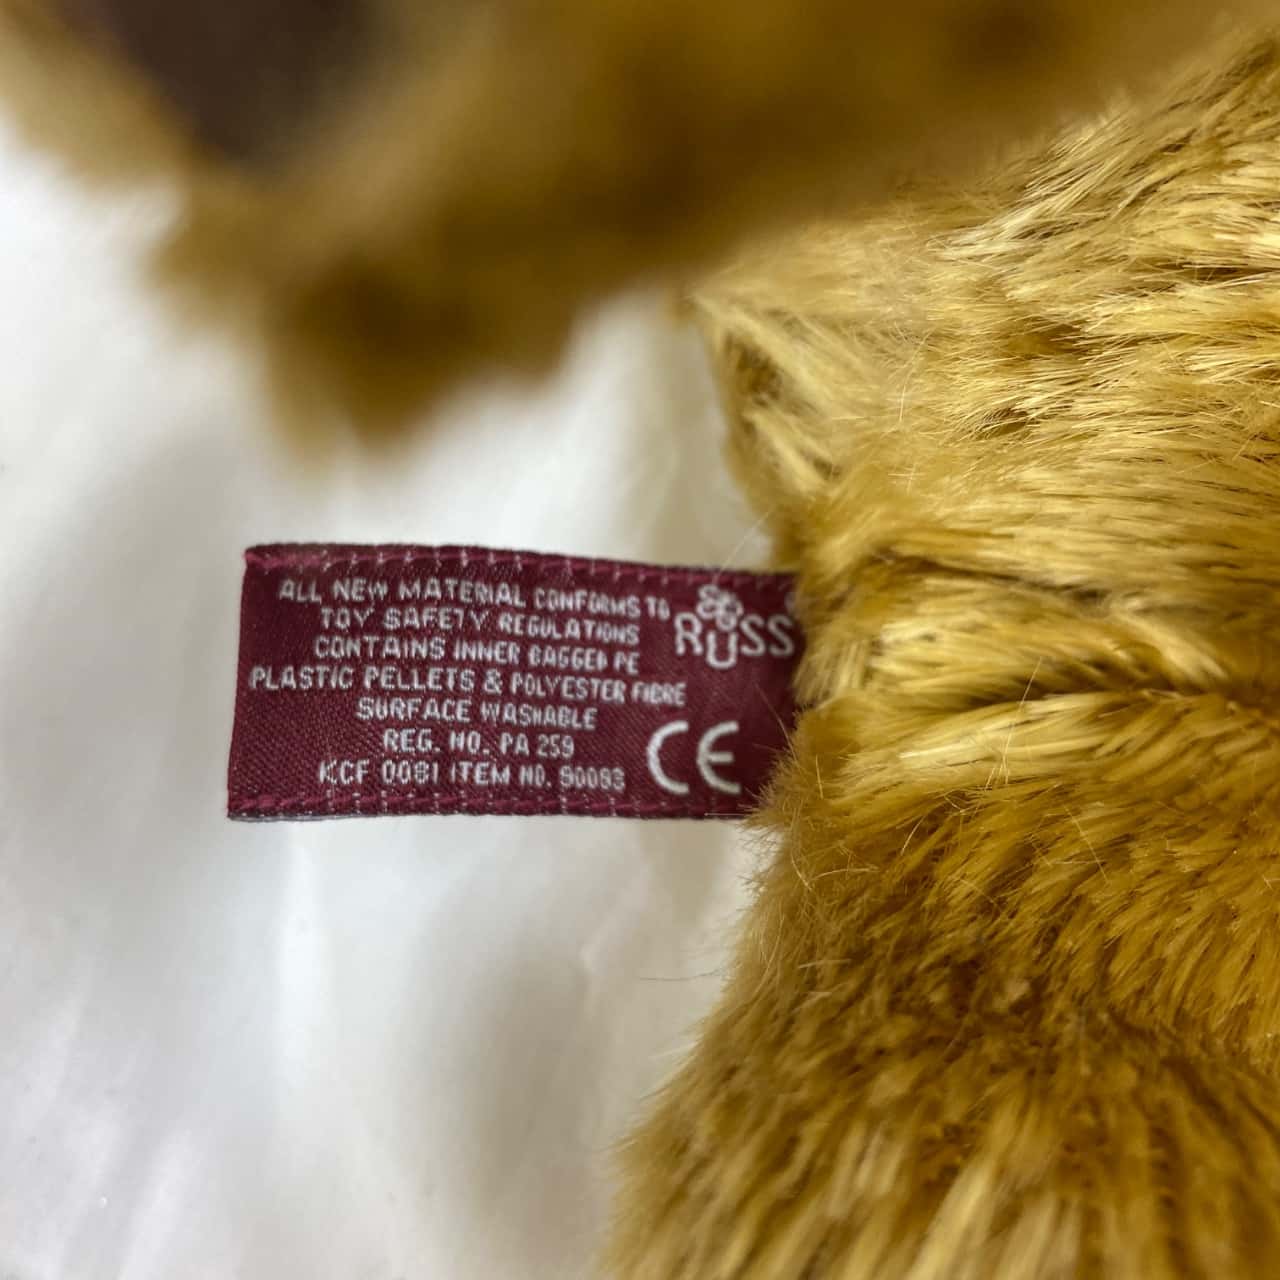 ALL NEW MATERIAL CONFORMS TO
TOY SAFETY REGULATIONS
CONTAINS INNER BAGGED PE
PLASTIC PELLETS & POLYESTER FIBRE
SURFACE WASHABLE
REG. NO. PA 259
KCF 0081 ITEM NO. 90093
RUSS
CE